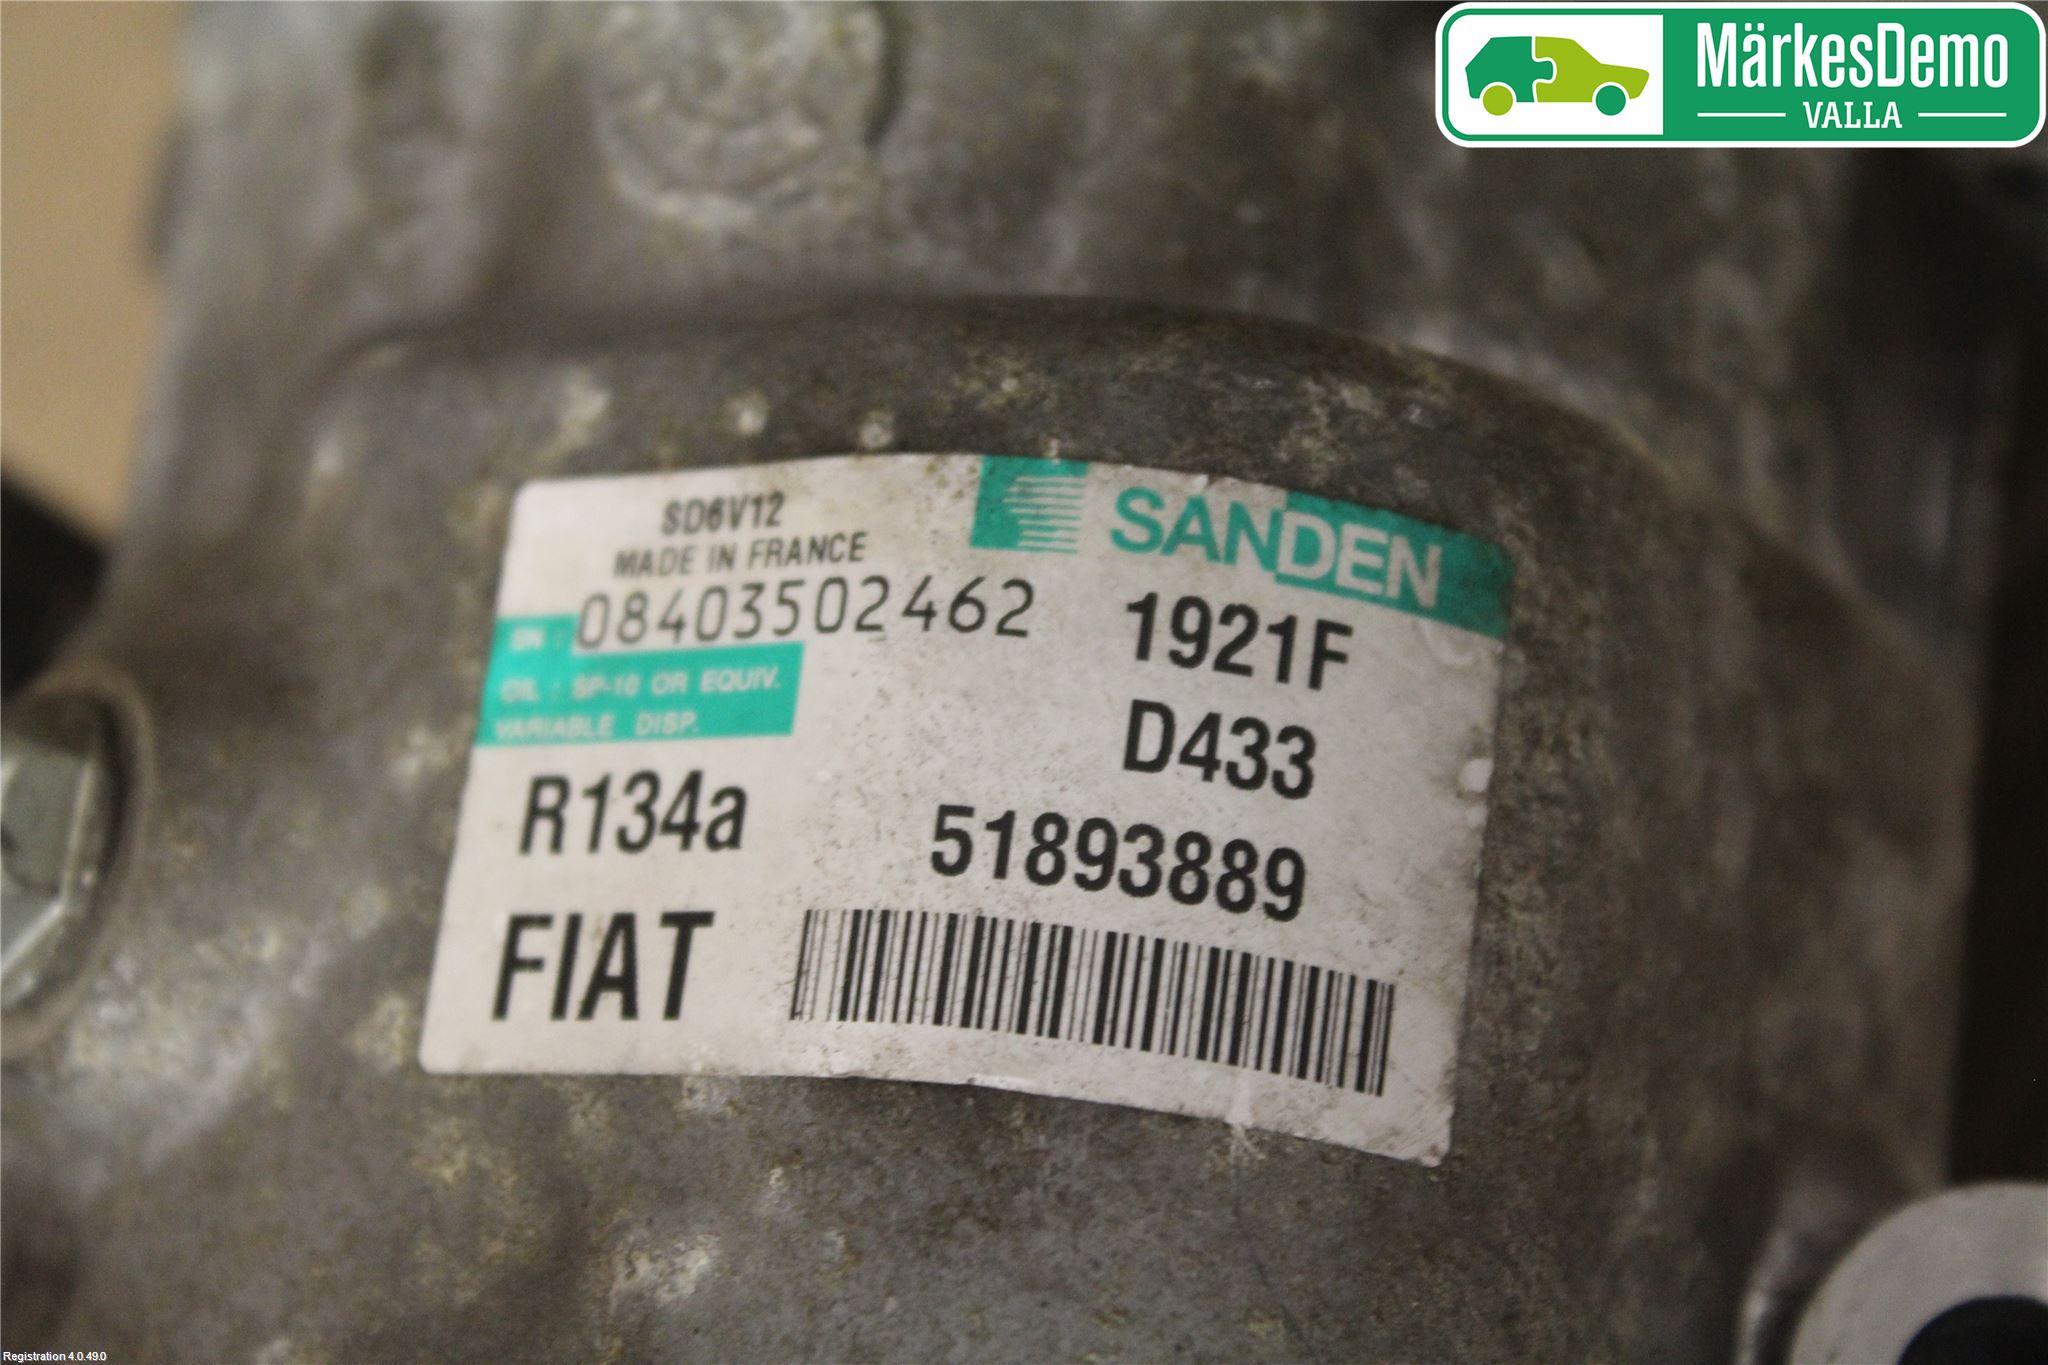 MärkesDemo
VALLA
SD6V12
MADE IN FRANCE
SANDEN
SN : 08403502462
1921F
OIL : SP-10 OR EQUIV.
VARIABLE DISP.
D433
R134a
51893889
FIAT
Registration 4.0.49.0